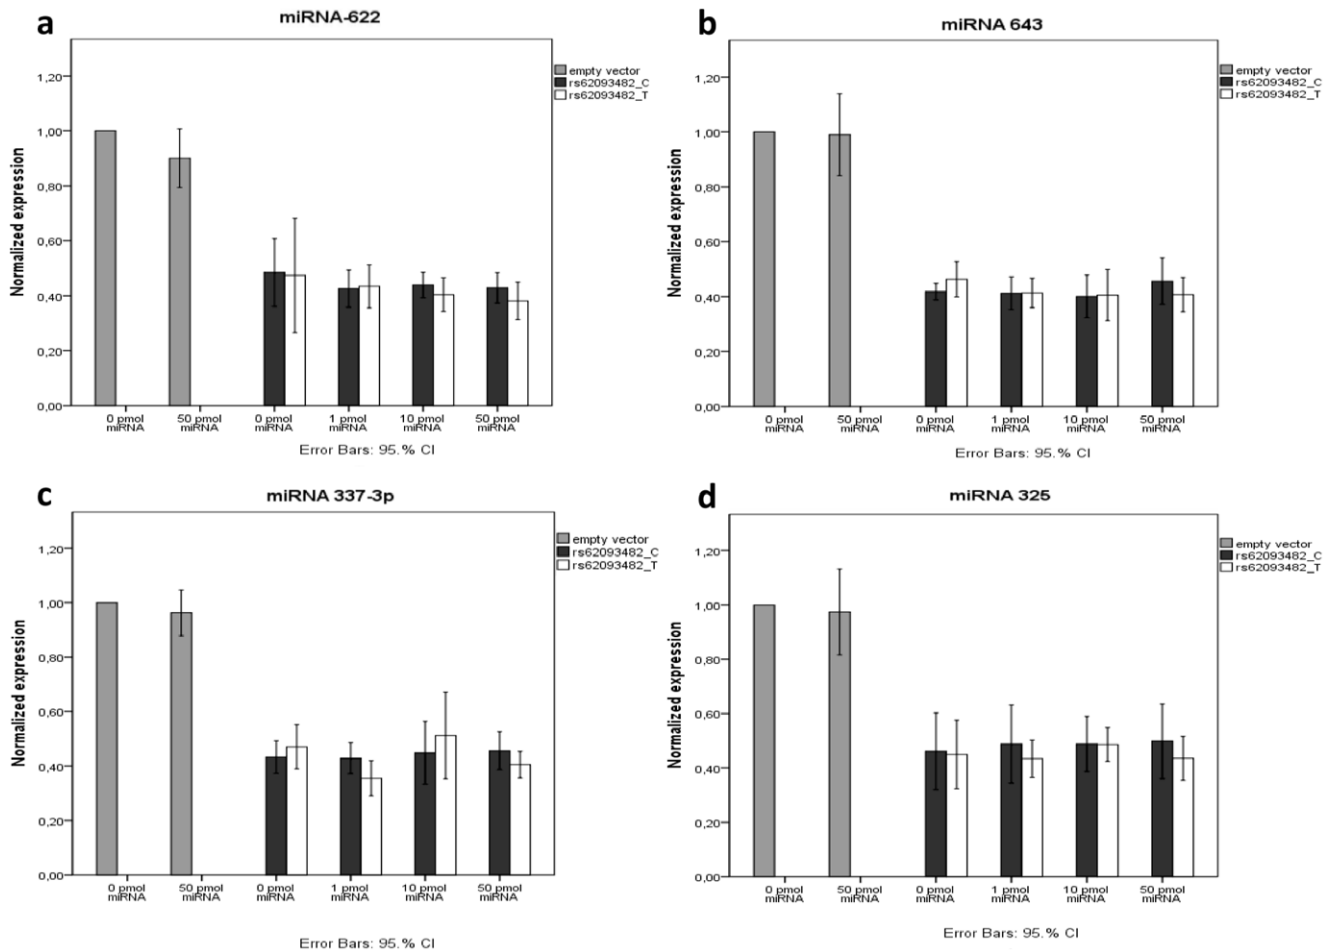 a
miRNA-622
1,20
1,00
0,80
0,60
0,40
0,20
0,00
Normalized expression
empty vector
rs62093482_C
rs62093482_T
0 pmol miRNA
50 pmol miRNA
0 pmol miRNA
1 pmol miRNA
10 pmol miRNA
50 pmol miRNA
Error Bars: 95.% CI
b
miRNA 643
1,20
1,00
0,80
0,60
0,40
0,20
0,00
Normalized expression
empty vector
rs62093482_C
rs62093482_T
0 pmol miRNA
50 pmol miRNA
0 pmol miRNA
1 pmol miRNA
10 pmol miRNA
50 pmol miRNA
Error Bars: 95.% CI
c
miRNA 337-3p
1,20
1,00
0,80
0,60
0,40
0,20
0,00
Normalized expression
empty vector
rs62093482_C
rs62093482_T
0 pmol miRNA
50 pmol miRNA
0 pmol miRNA
1 pmol miRNA
10 pmol miRNA
50 pmol miRNA
Error Bars: 95.% CI
d
miRNA 325
1,20
1,00
0,80
0,60
0,40
0,20
0,00
Normalized expression
empty vector
rs62093482_C
rs62093482_T
0 pmol miRNA
50 pmol miRNA
0 pmol miRNA
1 pmol miRNA
10 pmol miRNA
50 pmol miRNA
Error Bars: 95.% CI